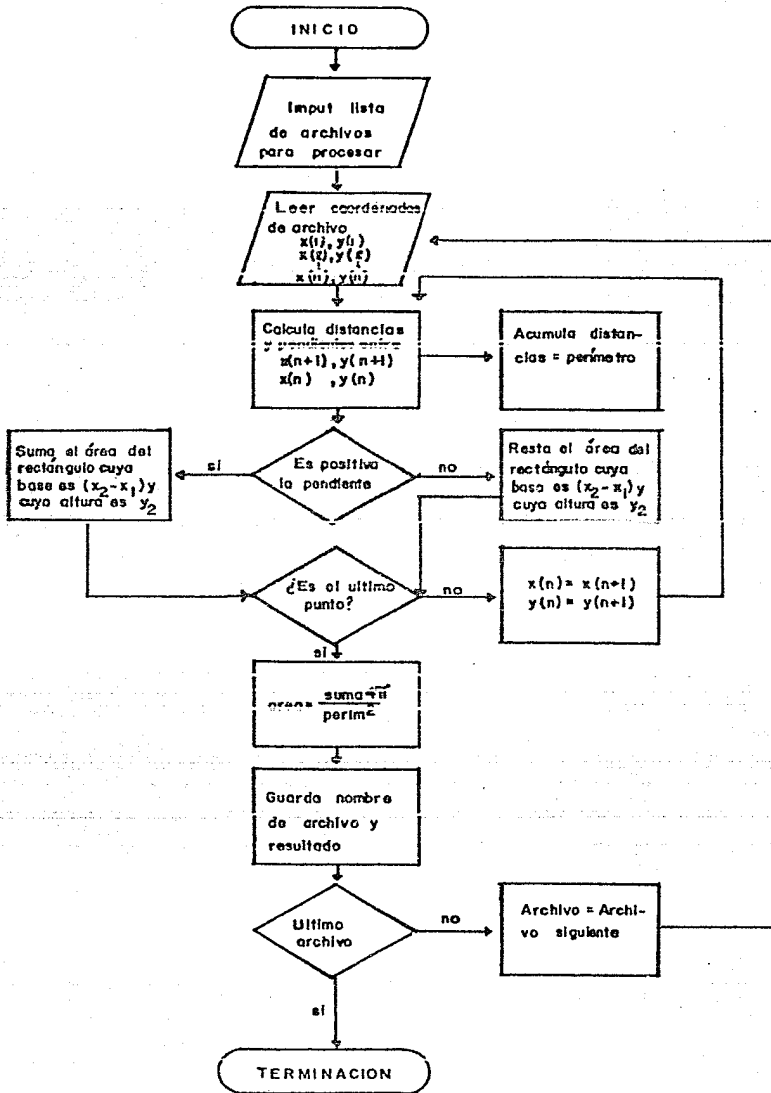 INICIO
Imput lista
de archivos
para procesar
Leer coordenadas
de archivo
x(1), y(1)
x(2), y(2)
x(n), y(n)
Calcula distancias
y pendientes entre
x(n+1), y(n+1)
x(n) , y(n)
Acumula distan-
cias = perímetro
Es positiva
la pendiente
si
no
Suma el área del
rectángulo cuya
base es (x2-x1) y
cuya altura es y2
Resta el área del
rectángulo cuya
base es (x2-x1) y
cuya altura es y2
¿Es el ultimo
punto?
no
x(n) = x(n+1)
y(n) = y(n+1)
si
area= suma 4π
perim2
Guarda nombre
de archivo y
resultado
Ultimo
archivo
no
Archivo = Archi-
vo siguiente
si
TERMINACION